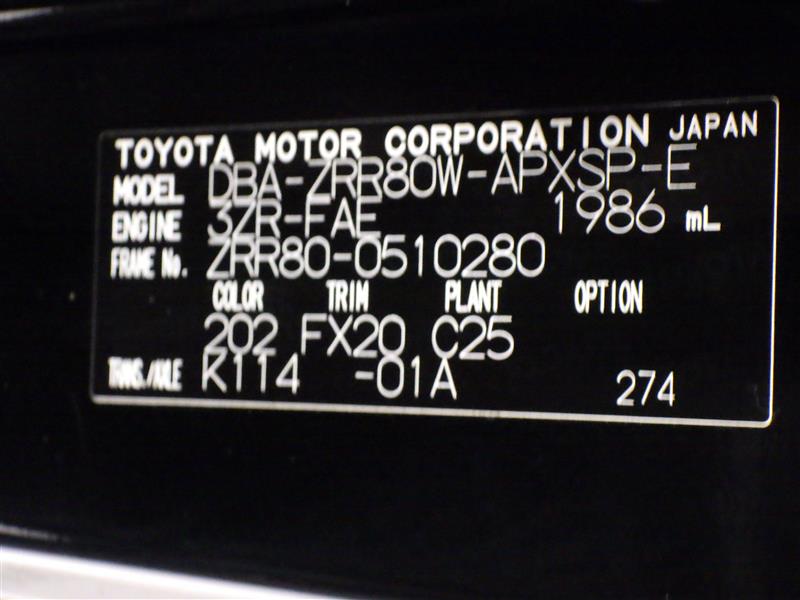 TOYOTA MOTOR CORPORATION JAPAN
MODEL DBA-ZRR80W-APXSP-E
ENGINE 3ZR-FAE 1986 mL
FRAME No. ZRR80-0510280
COLOR TRIM PLANT OPTION
202 FX20 C25
TRANS./AXLE K114 -01A 274